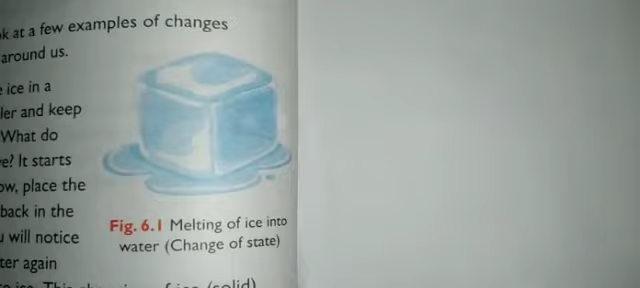 k at a few examples of changes
around us.
ice in a
ler and keep
What do
e? It starts
ow, place the
back in the
will notice
ter again
Fig. 6.1 Melting of ice into
water (Change of state)
(solid)